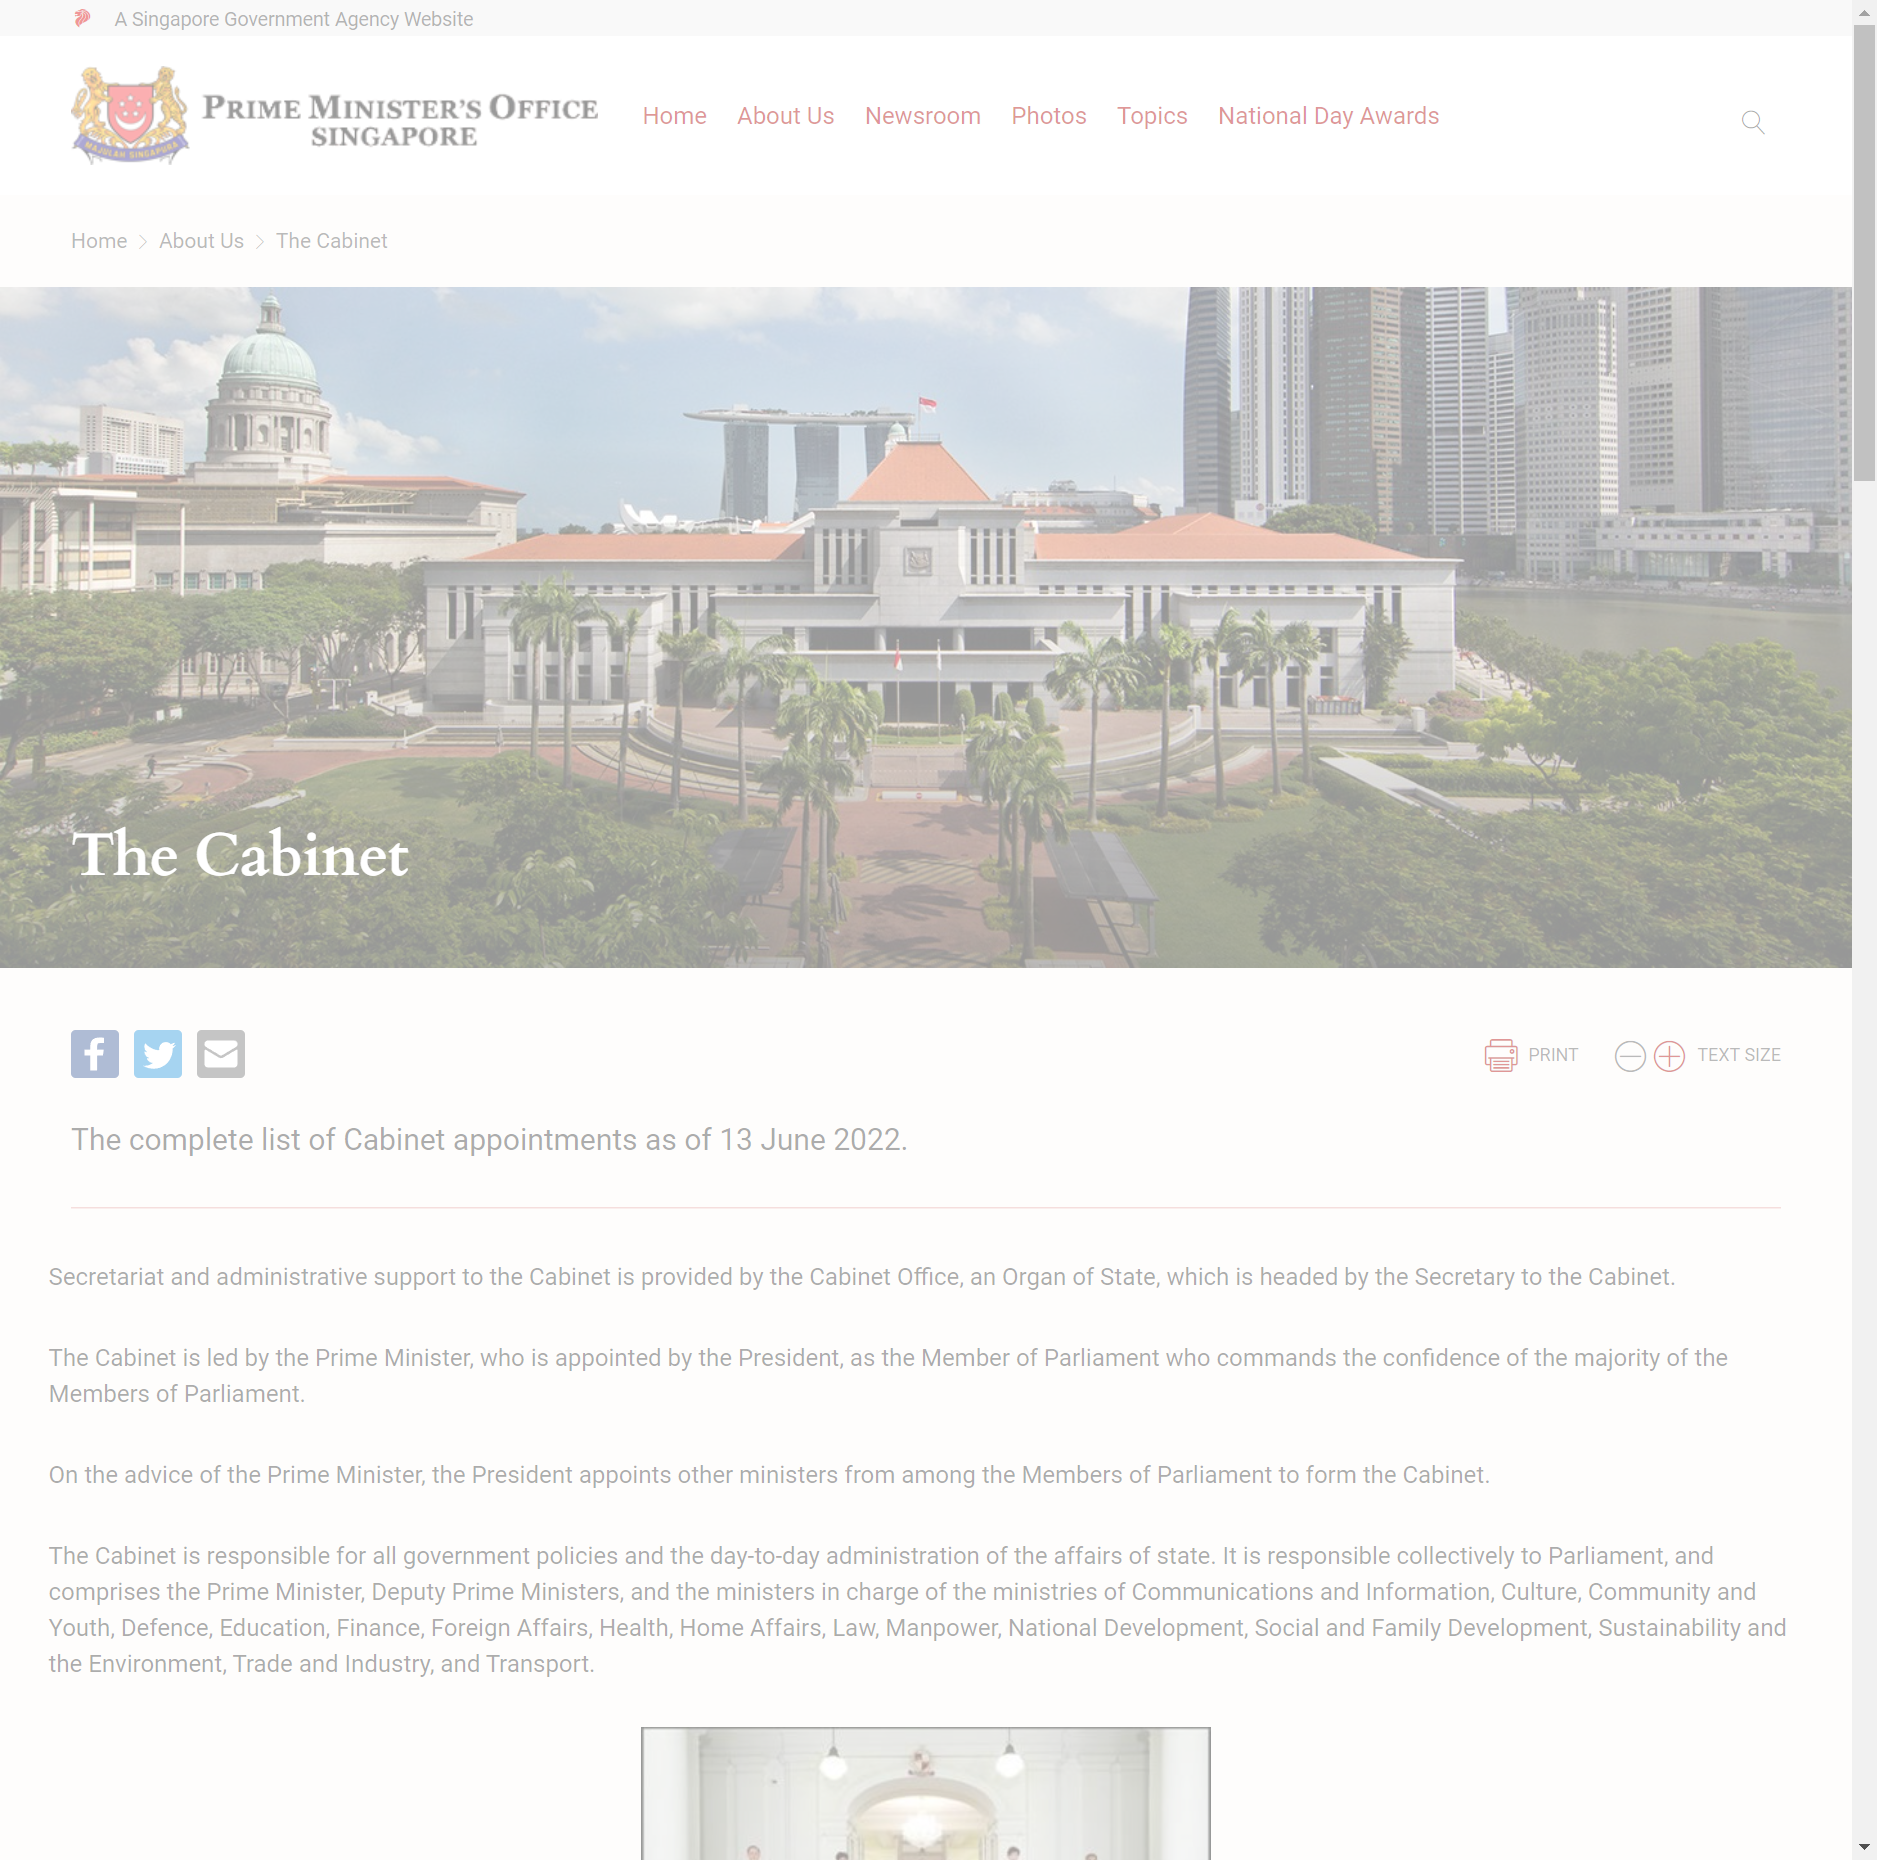 A Singapore Government Agency Website
MAJULAH SINGAPURA
PRIME MINISTER'S OFFICE
SINGAPORE
Home
About Us
Newsroom
Photos
Topics
National Day Awards
Home
About Us
The Cabinet
The Cabinet
PRINT
TEXT SIZE
The complete list of Cabinet appointments as of 13 June 2022.
Secretariat and administrative support to the Cabinet is provided by the Cabinet Office, an Organ of State, which is headed by the Secretary to the Cabinet.
The Cabinet is led by the Prime Minister, who is appointed by the President, as the Member of Parliament who commands the confidence of the majority of the
Members of Parliament.
On the advice of the Prime Minister, the President appoints other ministers from among the Members of Parliament to form the Cabinet.
The Cabinet is responsible for all government policies and the day-to-day administration of the affairs of state. It is responsible collectively to Parliament, and
comprises the Prime Minister, Deputy Prime Ministers, and the ministers in charge of the ministries of Communications and Information, Culture, Community and
Youth, Defence, Education, Finance, Foreign Affairs, Health, Home Affairs, Law, Manpower, National Development, Social and Family Development, Sustainability and
the Environment, Trade and Industry, and Transport.